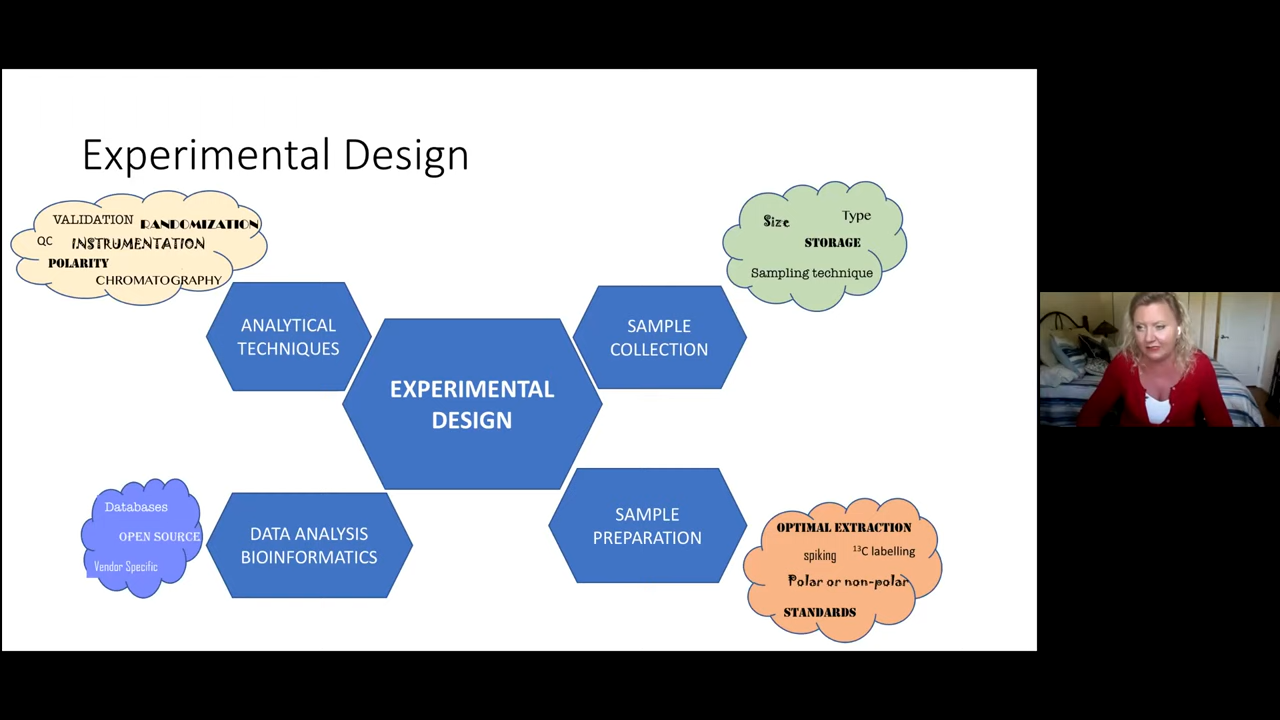 Experimental Design
VALIDATION RANDOMIZATION
QC INSTRUMENTATION
POLARITY
CHROMATOGRAPHY
Size Type
STORAGE
Sampling technique
ANALYTICAL
TECHNIQUES
SAMPLE
COLLECTION
EXPERIMENTAL
DESIGN
Databases
OPEN SOURCE
Vendor Specific
DATA ANALYSIS
BIOINFORMATICS
SAMPLE
PREPARATION
OPTIMAL EXTRACTION
spiking ¹³C labelling
Polar or non-polar
STANDARDS